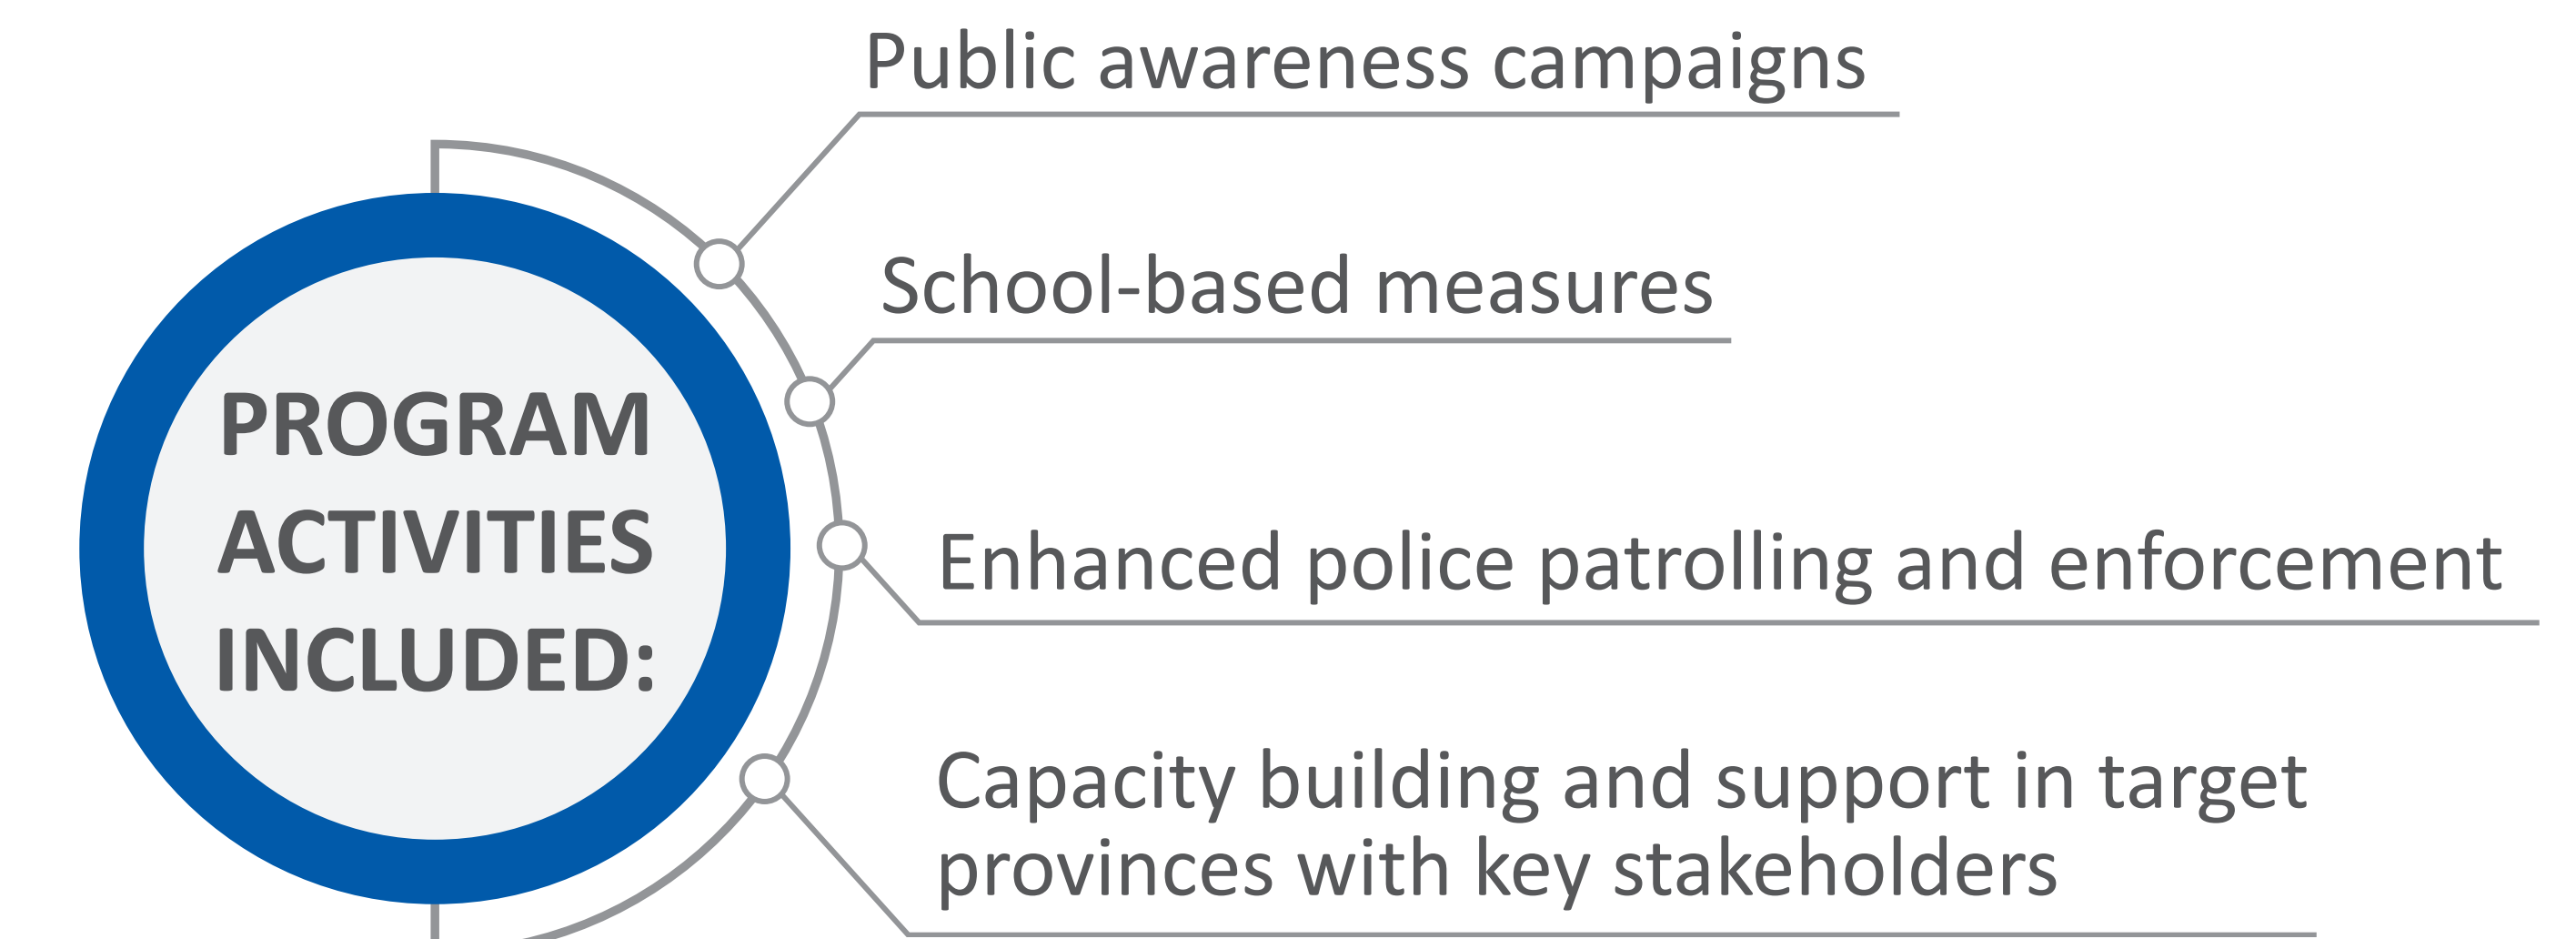 PROGRAM
ACTIVITIES
INCLUDED:
Public awareness campaigns
School-based measures
Enhanced police patrolling and enforcement
Capacity building and support in target
provinces with key stakeholders